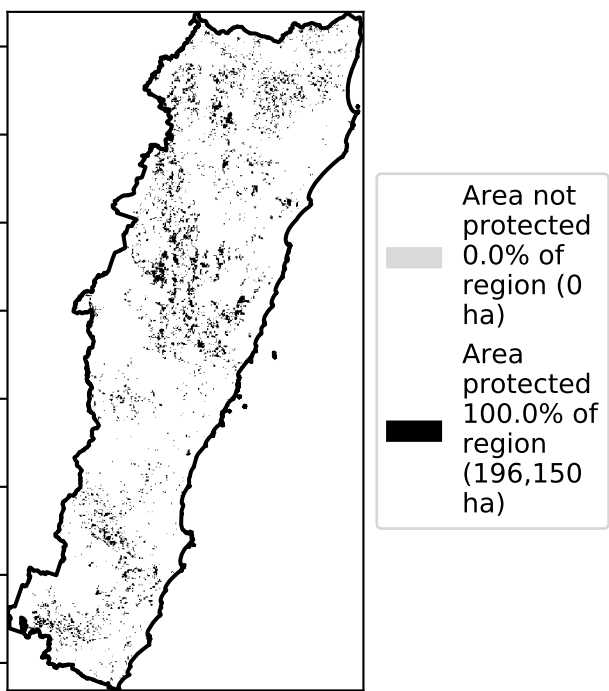 Area not
protected
0.0% of
region (0
ha)
Area
protected
100.0% of
region
(196,150
ha)